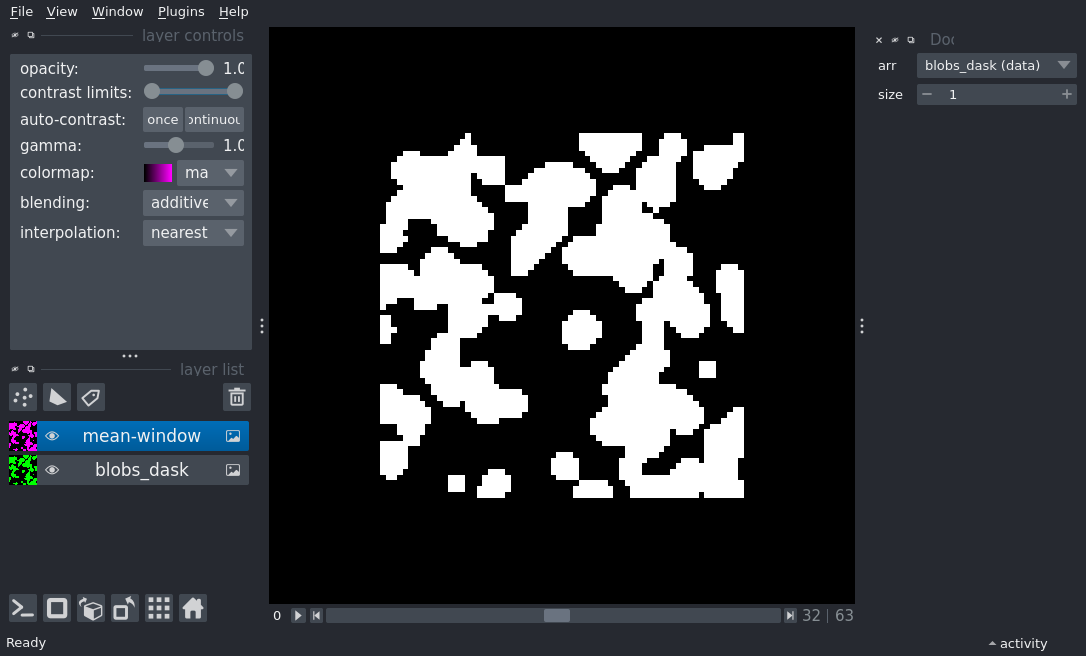 File View Window Plugins Help
layer controls
opacity: 1.0
contrast limits:
auto-contrast: once ontinuou
gamma: 1.0
colormap: ma
blending: additive
interpolation: nearest
layer list
mean-window
blobs_dask
arr blobs_dask (data)
size 1
0 32 | 63
Ready
activity